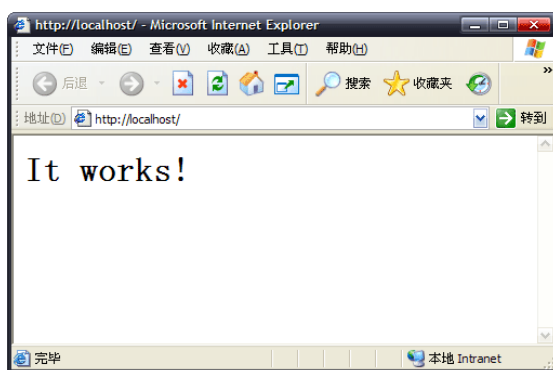 http://localhost/ - Microsoft Internet Explorer
文件(F) 编辑(E) 查看(V) 收藏(A) 工具(T) 帮助(H)
后退 搜索 收藏夹 »
地址(D) http://localhost/ 转到
It works!
完毕 本地 Intranet